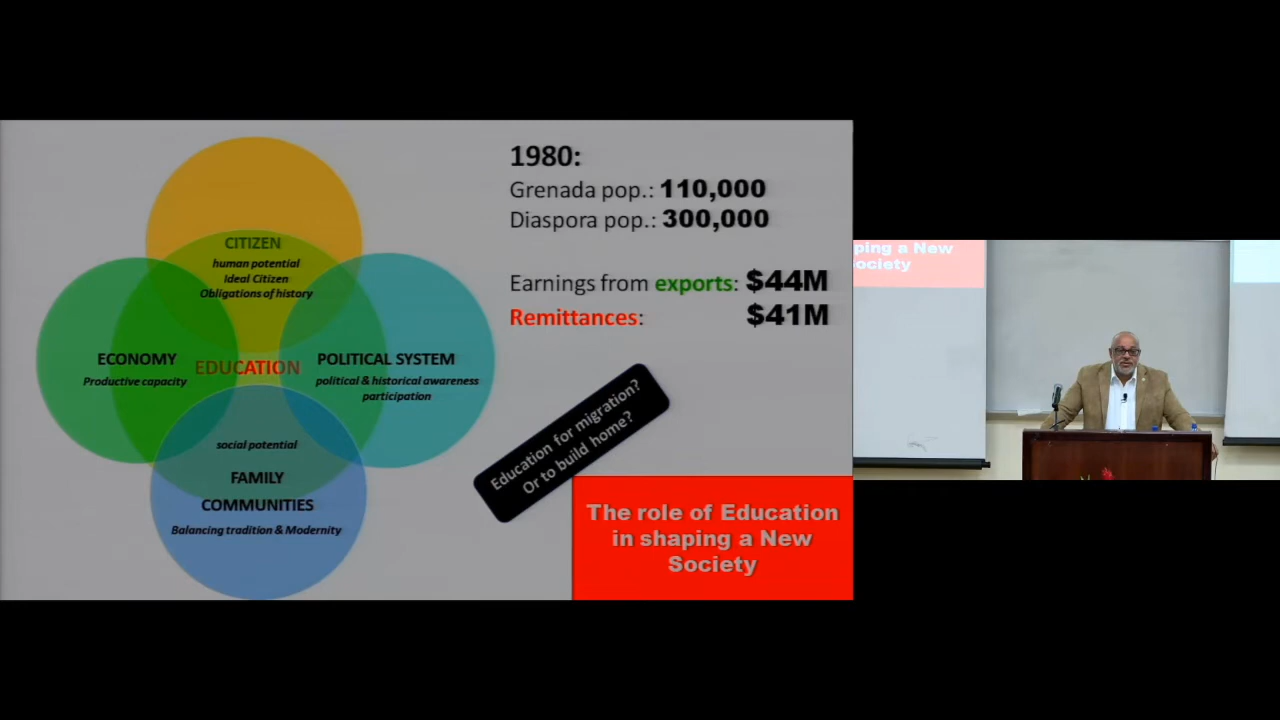 CITIZEN
human potential
Ideal Citizen
Obligations of history
ECONOMY
Productive capacity
EDUCATION
POLITICAL SYSTEM
political & historical awareness
participation
social potential
FAMILY
COMMUNITIES
Balancing tradition & Modernity
1980:
Grenada pop.: 110,000
Diaspora pop.: 300,000
Earnings from exports: $44M
Remittances: $41M
Education for migration?
Or to build home?
The role of Education
in shaping a New
Society
ping a New
ociety